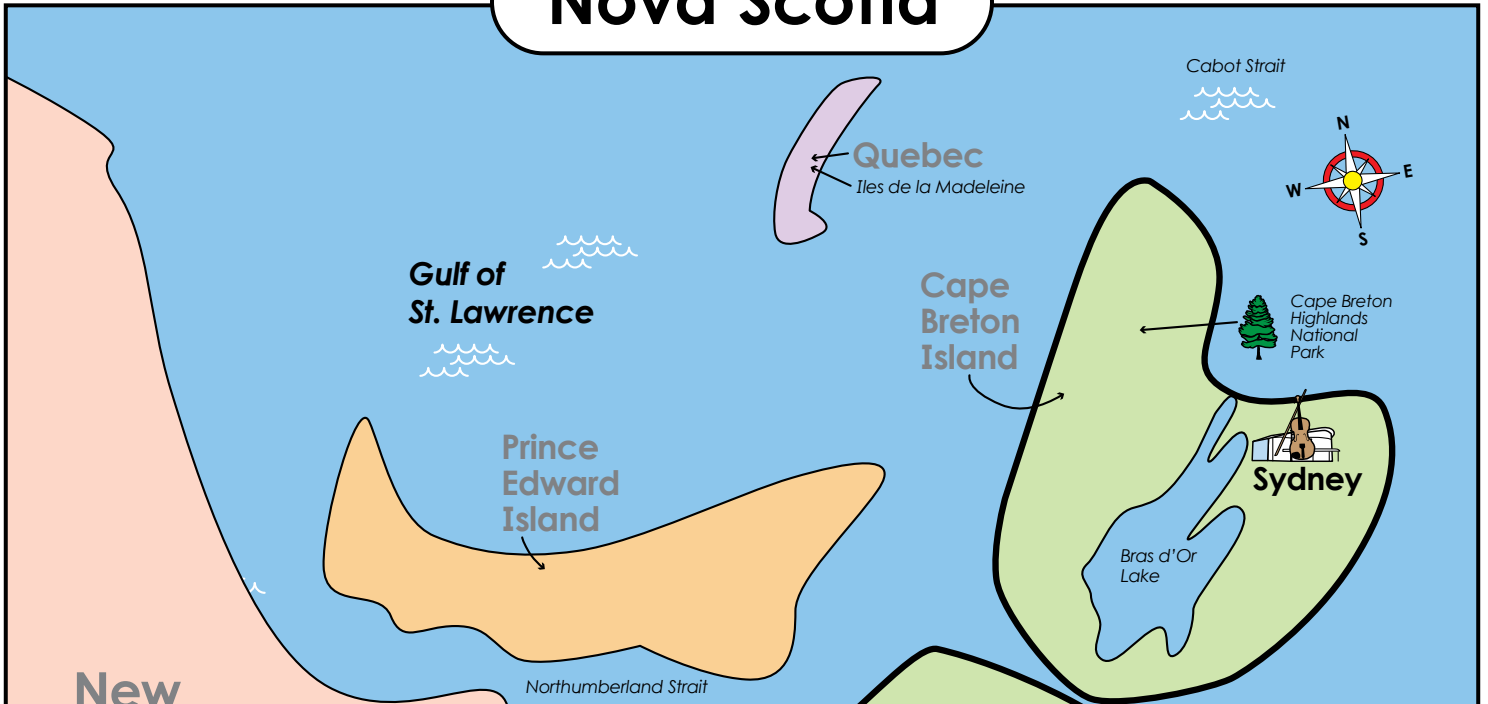 Nova Scotia
Cabot Strait
N
W
E
S
Quebec
Iles de la Madeleine
Gulf of
St. Lawrence
Cape
Breton
Island
Cape Breton
Highlands
National
Park
Prince
Edward
Island
Sydney
Bras d'Or
Lake
New
Northumberland Strait